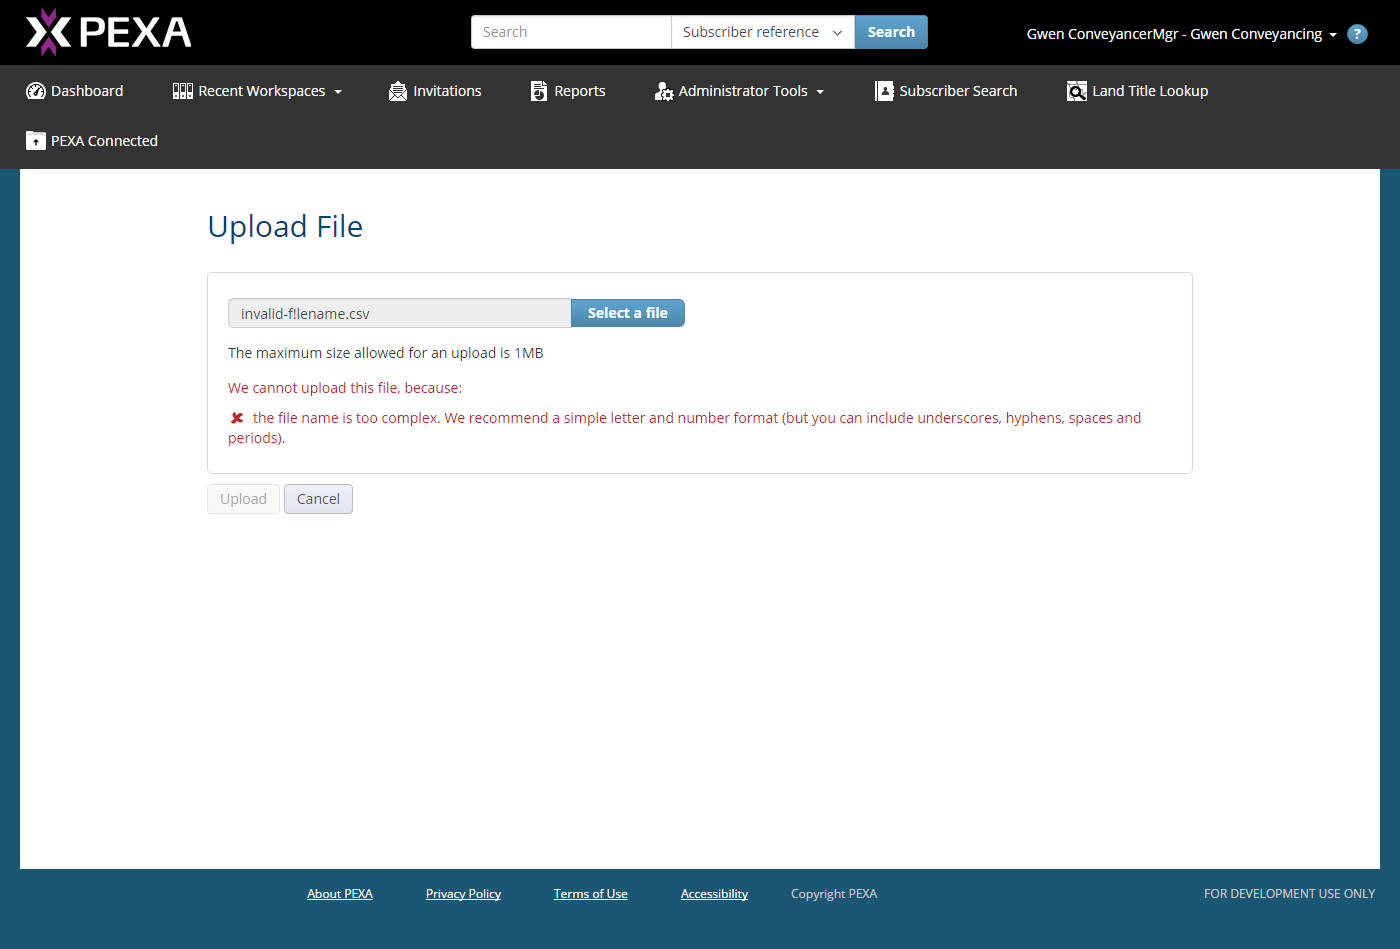 PEXA
Search
Subscriber reference
Search
Gwen ConveyancerMgr - Gwen Conveyancing
?
Dashboard
Recent Workspaces
Invitations
Reports
Administrator Tools
Subscriber Search
Land Title Lookup
PEXA Connected
Upload File
invalid-f!lename.csv
Select a file
The maximum size allowed for an upload is 1MB
We cannot upload this file, because:
the file name is too complex. We recommend a simple letter and number format (but you can include underscores, hyphens, spaces and
periods).
Upload
Cancel
About PEXA
Privacy Policy
Terms of Use
Accessibility
Copyright PEXA
FOR DEVELOPMENT USE ONLY